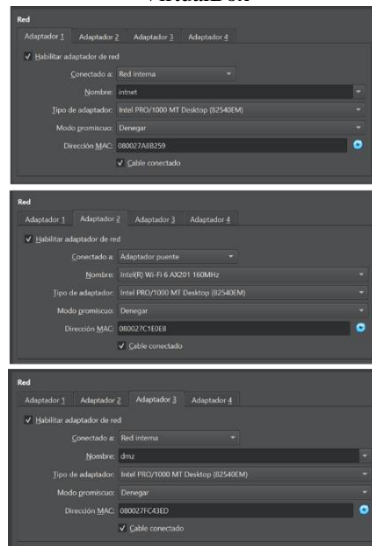 VirtualBox
Red
Adaptador 1 Adaptador 2 Adaptador 3 Adaptador 4
Habilitar adaptador de red
Conectado a: Red interna
Nombre: intnet
Tipo de adaptador: Intel PRO/1000 MT Desktop (82540EM)
Modo promiscuo: Denegar
Dirección MAC: 080027A8B259
Cable conectado
Red
Adaptador 1 Adaptador 2 Adaptador 3 Adaptador 4
Habilitar adaptador de red
Conectado a: Adaptador puente
Nombre: Intel(R) Wi-Fi 6 AX201 160MHz
Tipo de adaptador: Intel PRO/1000 MT Desktop (82540EM)
Modo promiscuo: Denegar
Dirección MAC: 080027C1E0E8
Cable conectado
Red
Adaptador 1 Adaptador 2 Adaptador 3 Adaptador 4
Habilitar adaptador de red
Conectado a: Red interna
Nombre: dmz
Tipo de adaptador: Intel PRO/1000 MT Desktop (82540EM)
Modo promiscuo: Denegar
Dirección MAC: 080027FC43ED
Cable conectado